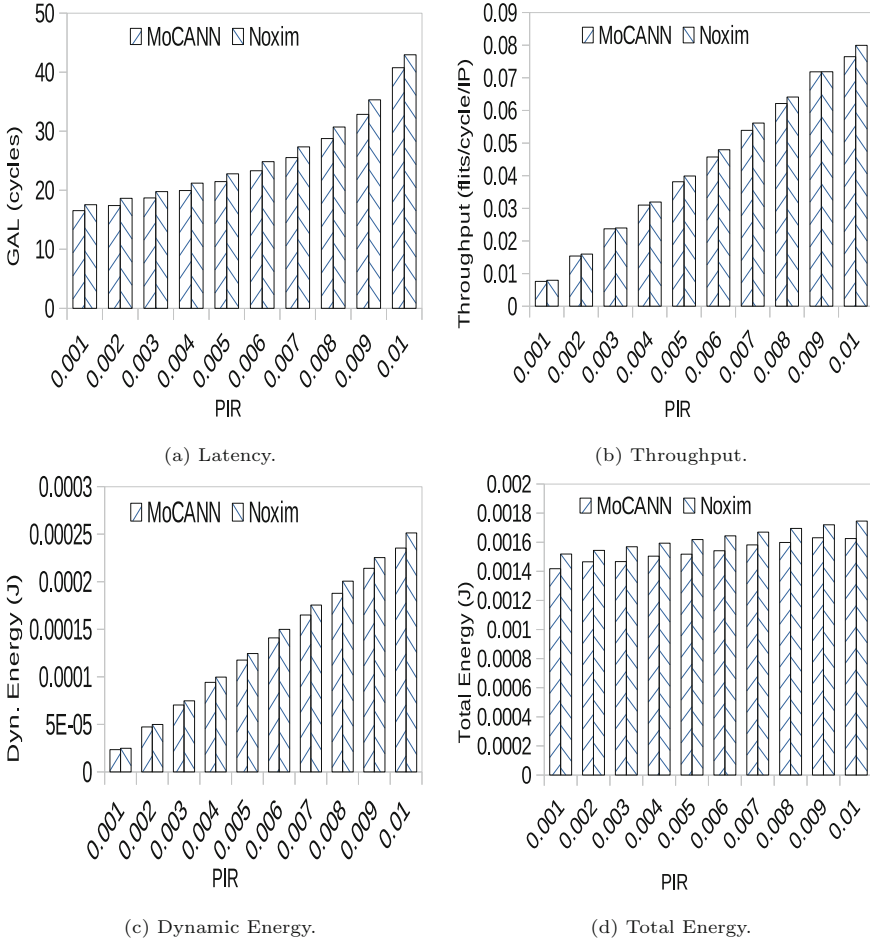 50
40
30
20
10
0
GAL (cycles)
MoCANN Noxim
0.001 0.002 0.003 0.004 0.005 0.006 0.007 0.008 0.009 0.01
PIR
(a) Latency.
0.09
0.08
0.07
0.06
0.05
0.04
0.03
0.02
0.01
0
Throughput (flits/cycle/IP)
MoCANN Noxim
0.001 0.002 0.003 0.004 0.005 0.006 0.007 0.008 0.009 0.01
PIR
(b) Throughput.
0.0003
0.00025
0.0002
0.00015
0.0001
5E-05
0
Dyn. Energy (J)
MoCANN Noxim
0.001 0.002 0.003 0.004 0.005 0.006 0.007 0.008 0.009 0.01
PIR
(c) Dynamic Energy.
0.002
0.0018
0.0016
0.0014
0.0012
0.001
0.0008
0.0006
0.0004
0.0002
0
Total Energy (J)
MoCANN Noxim
0.001 0.002 0.003 0.004 0.005 0.006 0.007 0.008 0.009 0.01
PIR
(d) Total Energy.